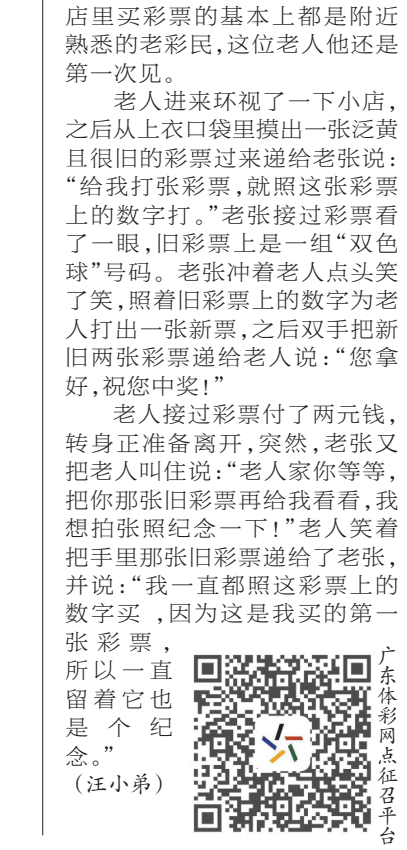 店里买彩票的基本上都是附近
熟悉的老彩民,这位老人他还是
第一次见。
老人进来环视了一下小店,
之后从上衣口袋里摸出一张泛黄
且很旧的彩票过来递给老张说:
“给我打张彩票,就照这张彩票
上的数字打。”老张接过彩票看
了一眼,旧彩票上是一组“双色
球”号码。老张冲着老人点头笑
了笑,照着旧彩票上的数字为老
人打出一张新票,之后双手把新
旧两张彩票递给老人说:“您拿
好,祝您中奖!”
老人接过彩票付了两元钱,
转身正准备离开,突然,老张又
把老人叫住说:“老人家你等等,
把你那张旧彩票再给我看看,我
想拍张照纪念一下!”老人笑着
把手里那张旧彩票递给了老张,
并说:“我一直都照这彩票上的
数字买 ,因为这是我买的第一
张彩票,
所以一直
留着它也
是个纪
念。”
(汪小弟)
广东体彩网点征召平台